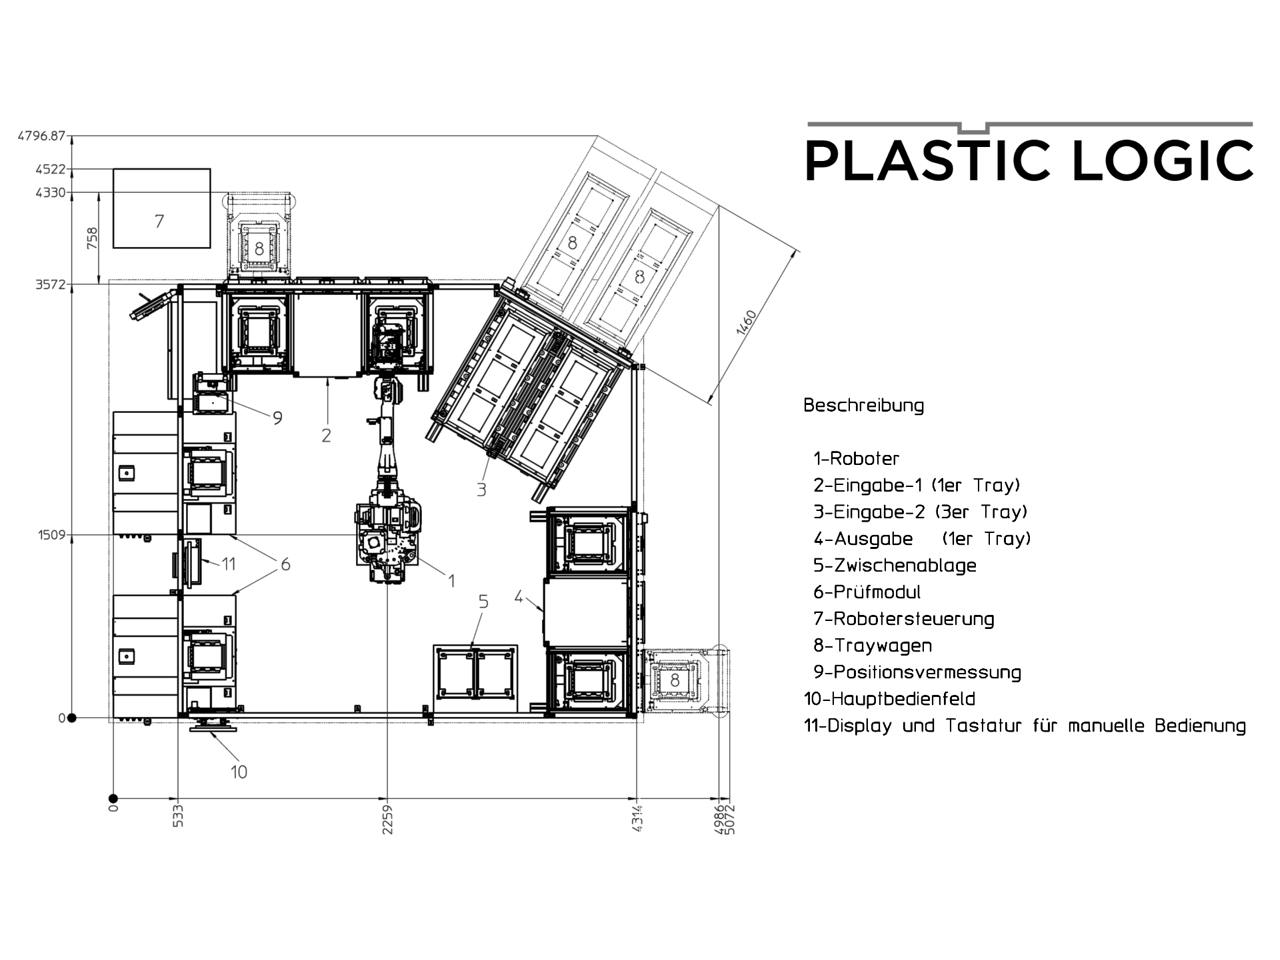 PLASTIC LOGIC
4796.87
4522
4330
758
3572
1509
0
7
8
8
8
1460
9
2
3
11
6
1
5
4
8
10
0
533
2259
4314
4986
5072
Beschreibung
1-Roboter
2-Eingabe-1 (1er Tray)
3-Eingabe-2 (3er Tray)
4-Ausgabe (1er Tray)
5-Zwischenablage
6-Prüfmodul
7-Robotersteuerung
8-Traywagen
9-Positionsvermessung
10-Hauptbedienfeld
11-Display und Tastatur für manuelle Bedienung